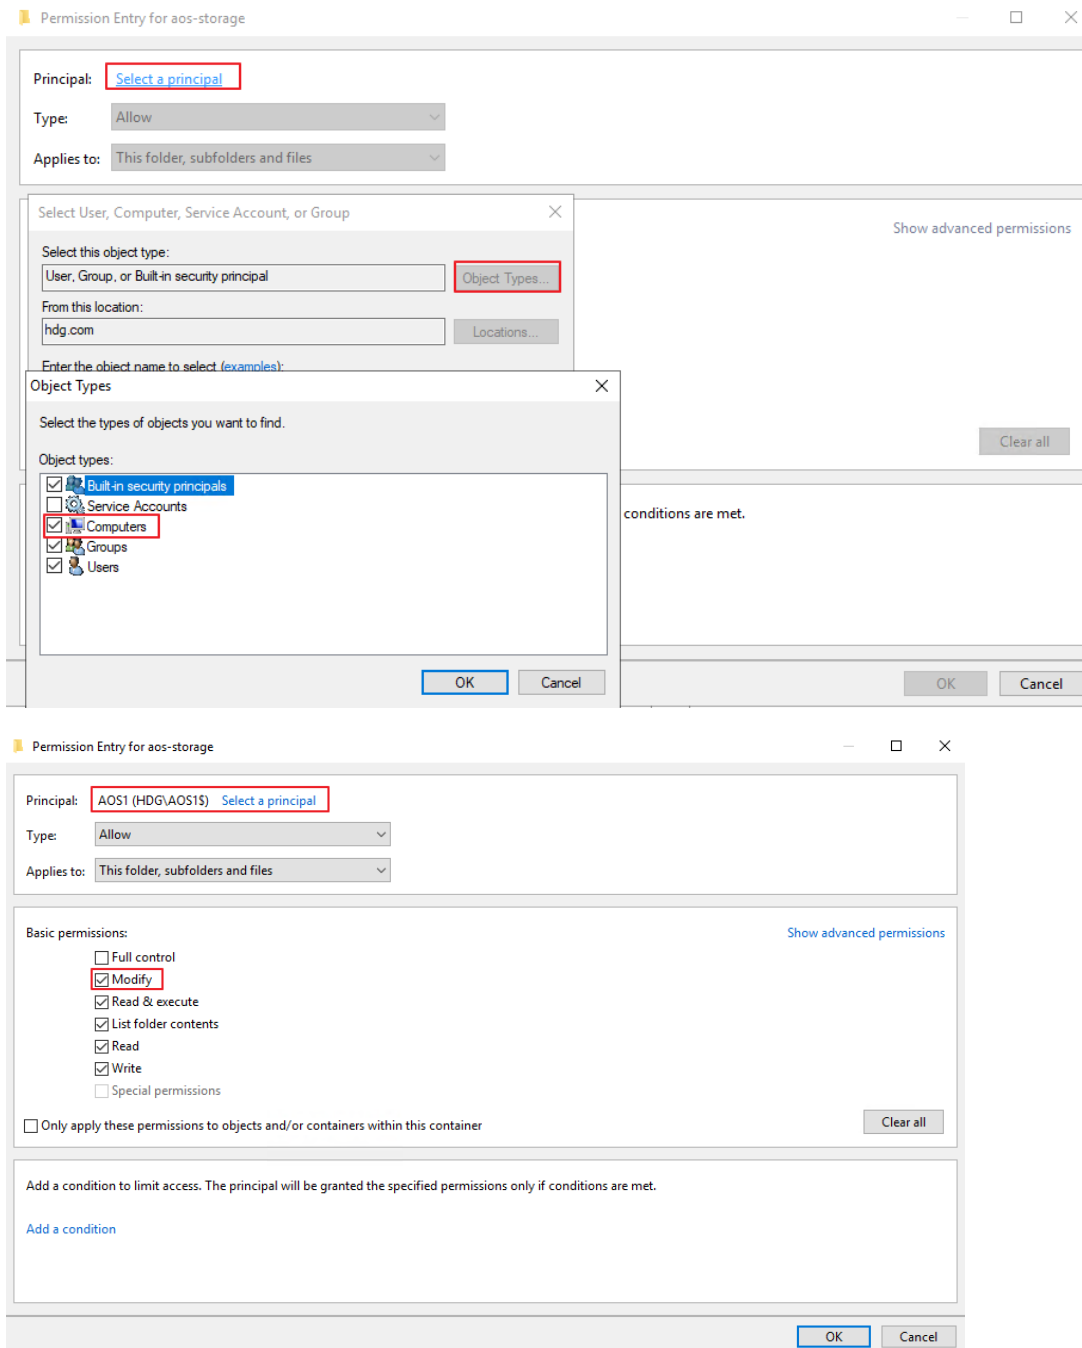 Permission Entry for aos-storage
Principal: Select a principal
Type: Allow
Applies to: This folder, subfolders and files
Select User, Computer, Service Account, or Group
Show advanced permissions
Select this object type:
User, Group, or Built-in security principal Object Types...
From this location:
hdg.com Locations...
Enter the object name to select (examples):
Object Types
Select the types of objects you want to find.
Clear all
Object types:
Built-in security principals
Service Accounts
conditions are met.
Computers
Groups
Users
OK Cancel
OK Cancel
Permission Entry for aos-storage
Principal: AOS1 (HDG\AOS1$) Select a principal
Type: Allow
Applies to: This folder, subfolders and files
Basic permissions: Show advanced permissions
Full control
Modify
Read & execute
List folder contents
Read
Write
Special permissions
Only apply these permissions to objects and/or containers within this container Clear all
Add a condition to limit access. The principal will be granted the specified permissions only if conditions are met.
Add a condition
OK Cancel